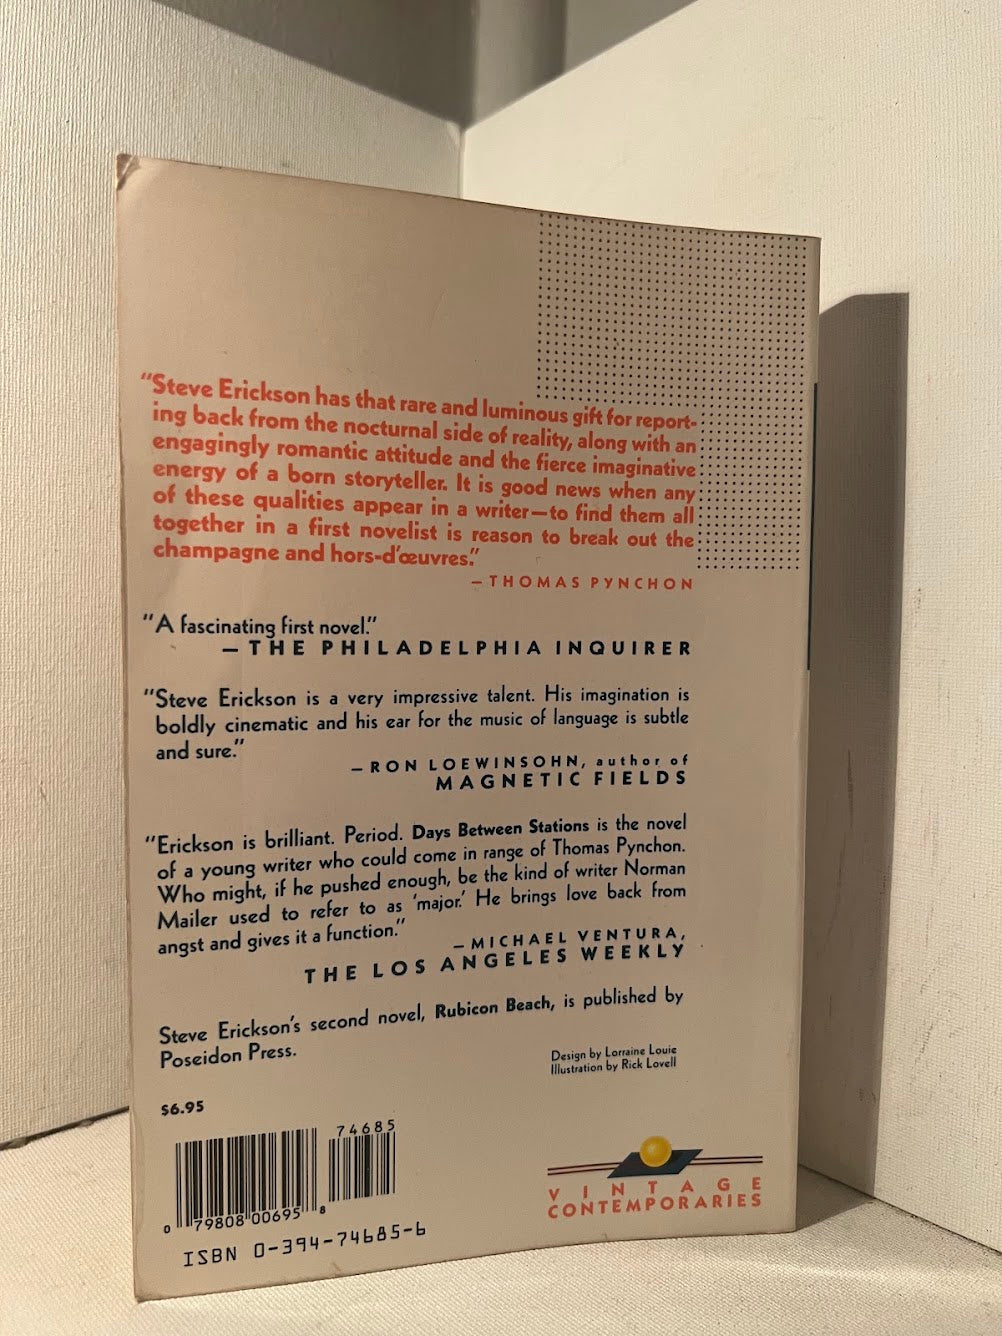 "Steve Erickson has that rare and luminous gift for report-
ing back from the nocturnal side of reality, along with an
engagingly romantic attitude and the fierce imaginative
energy of a born storyteller. It is good news when any
of these qualities appear in a writer—to find them all
together in a first novelist is reason to break out the
champagne and hors-d'œuvres."
—THOMAS PYNCHON
"A fascinating first novel."
—THE PHILADELPHIA INQUIRER
"Steve Erickson is a very impressive talent. His imagination is
boldly cinematic and his ear for the music of language is subtle
and sure."
—RON LOEWINSOHN, author of
MAGNETIC FIELDS
"Erickson is brilliant. Period. Days Between Stations is the novel
of a young writer who could come in range of Thomas Pynchon.
Who might, if he pushed enough, be the kind of writer Norman
Mailer used to refer to as 'major.' He brings love back from
angst and gives it a function."
—MICHAEL VENTURA,
THE LOS ANGELES WEEKLY
Steve Erickson's second novel, Rubicon Beach, is published by
Poseidon Press.
Design by Lorraine Louie
Illustration by Rick Lovell
$6.95
74685
0 79808 00695 8
ISBN 0-394-74685-6
VINTAGE
CONTEMPORARIES